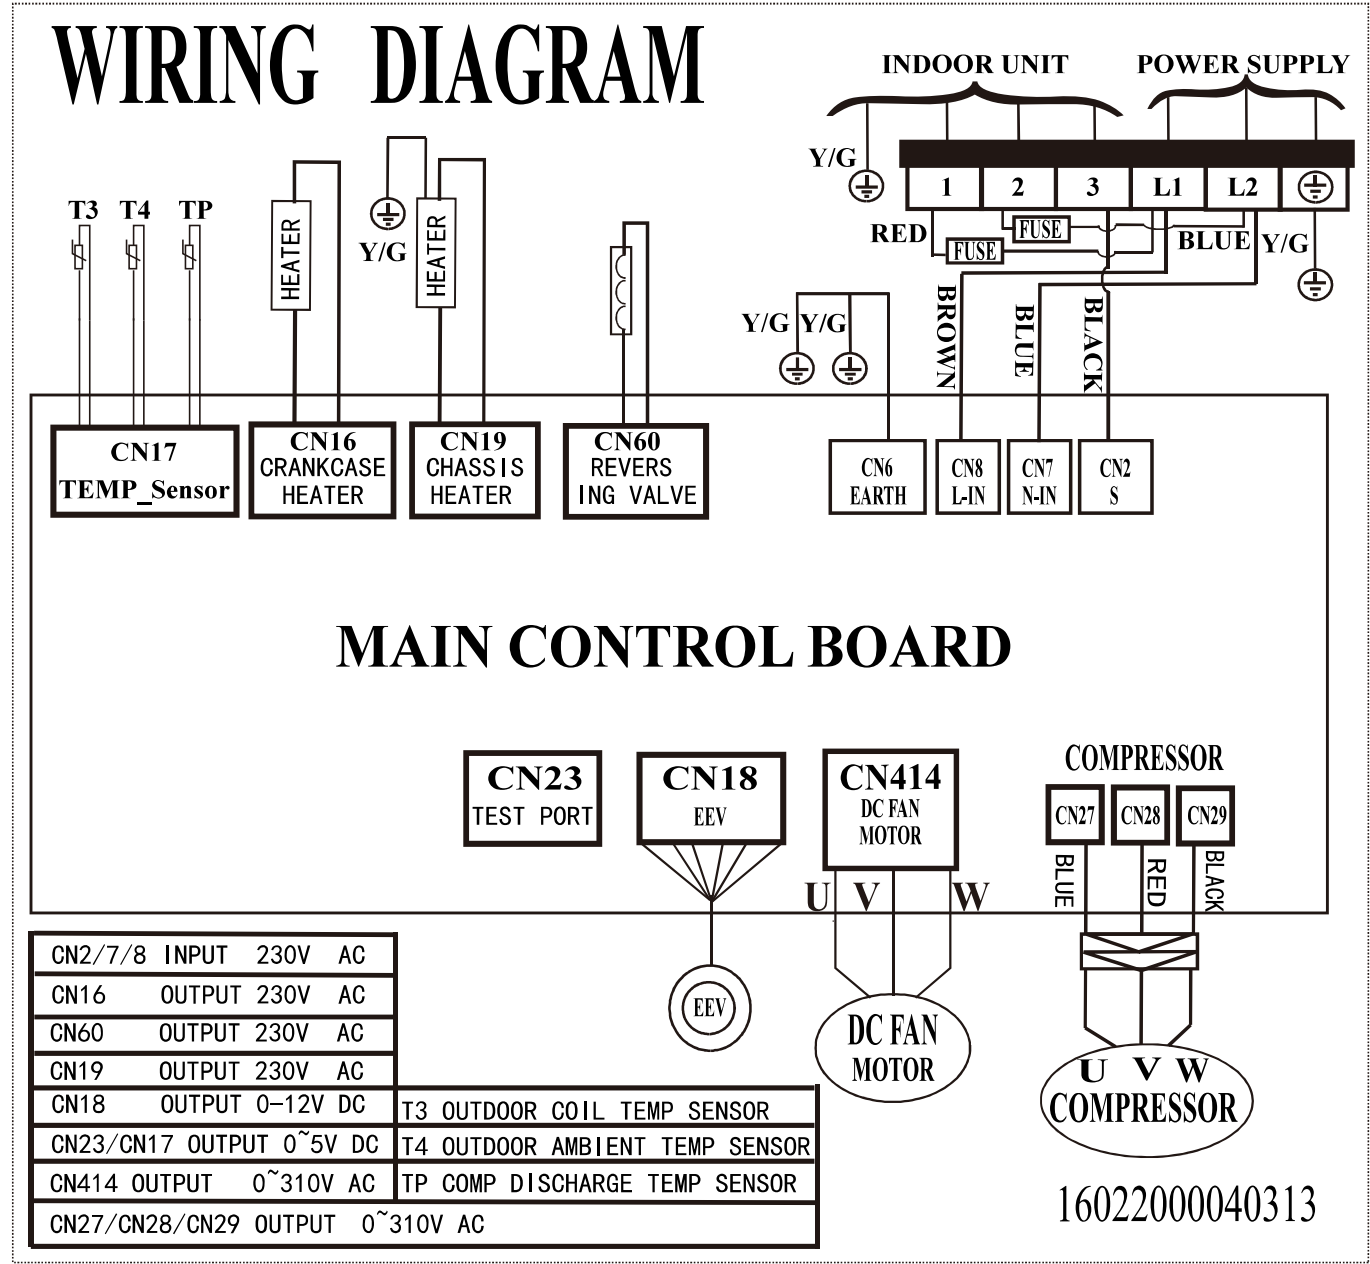 WIRING DIAGRAM
INDOOR UNIT POWER SUPPLY
Y/G
1 2 3 L1 L2
RED FUSE BLUE Y/G
FUSE
T3 T4 TP
HEATER
Y/G
HEATER
Y/G Y/G
BROWN
BLUE
BLACK
CN17
TEMP_Sensor
CN16
CRANKCASE
HEATER
CN19
CHASSIS
HEATER
CN60
REVERS
ING VALVE
CN6
EARTH
CN8
L-IN
CN7
N-IN
CN2
S
MAIN CONTROL BOARD
CN23
TEST PORT
CN18
EEV
CN414
DC FAN
MOTOR
COMPRESSOR
CN27 CN28 CN29
BLUE
RED
BLACK
U V W
EEV
DC FAN
MOTOR
U V W
COMPRESSOR
CN2/7/8 INPUT 230V AC
CN16 OUTPUT 230V AC
CN60 OUTPUT 230V AC
CN19 OUTPUT 230V AC
CN18 OUTPUT 0-12V DC
T3 OUTDOOR COIL TEMP SENSOR
CN23/CN17 OUTPUT 0~5V DC
T4 OUTDOOR AMBIENT TEMP SENSOR
CN414 OUTPUT 0~310V AC
TP COMP DISCHARGE TEMP SENSOR
CN27/CN28/CN29 OUTPUT 0~310V AC
16022000040313